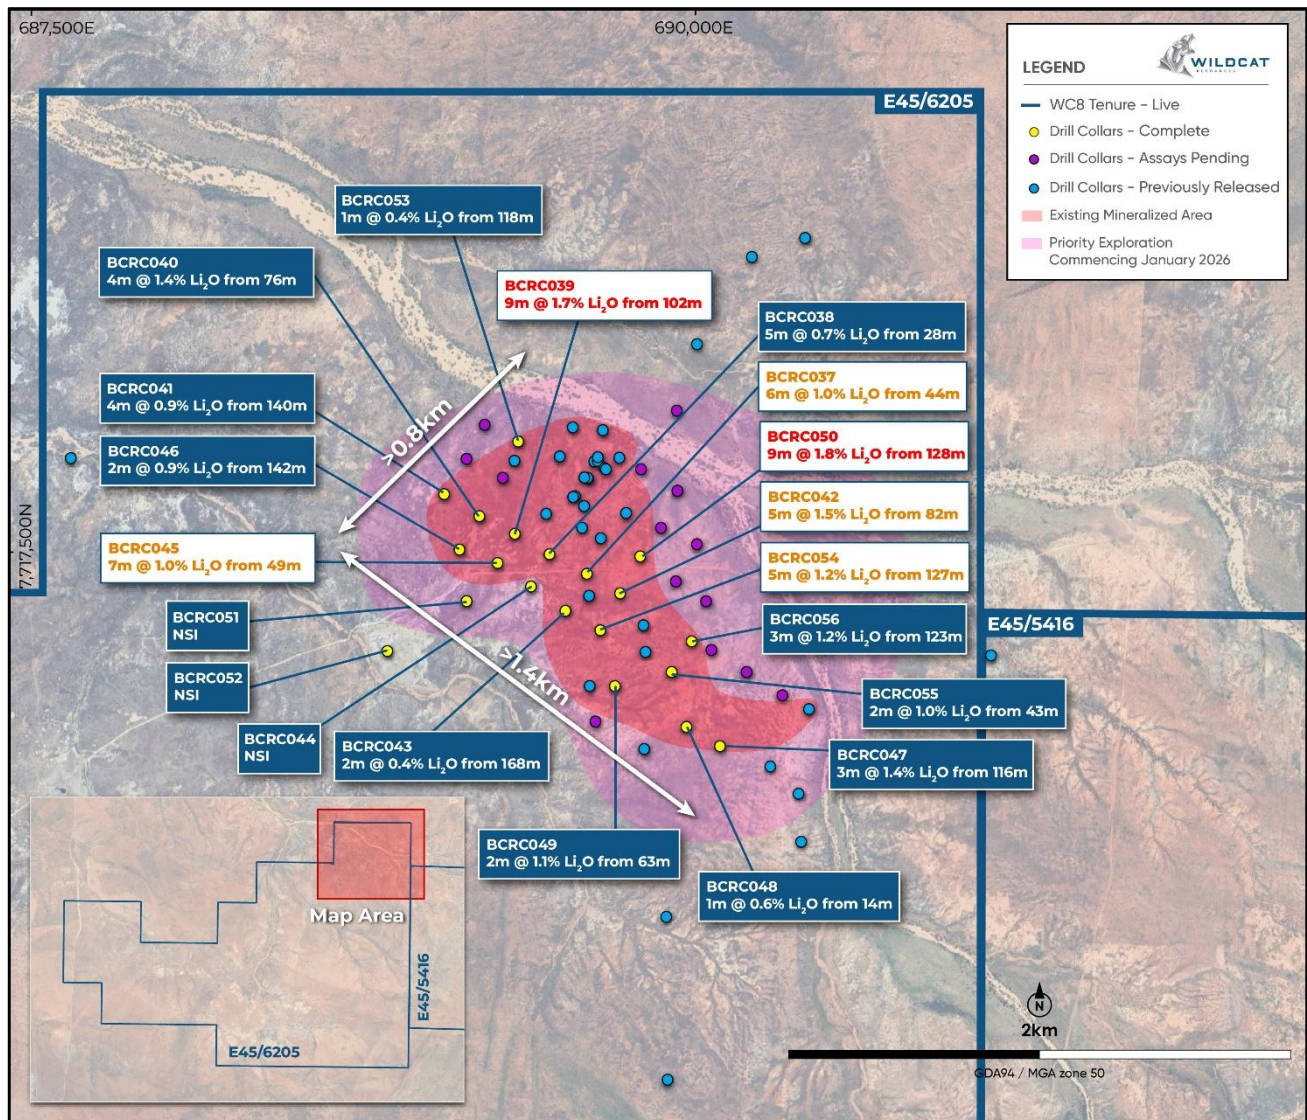 687,500E
690,000E
LEGEND
WILDCAT
RESOURCES
WC8 Tenure - Live
Drill Collars - Complete
Drill Collars - Assays Pending
Drill Collars - Previously Released
Existing Mineralized Area
Priority Exploration
Commencing January 2026
E45/6205
BCRC053
1m @ 0.4% Li₂O from 118m
BCRC040
4m @ 1.4% Li₂O from 76m
BCRC039
9m @ 1.7% Li₂O from 102m
BCRC038
5m @ 0.7% Li₂O from 28m
BCRC041
4m @ 0.9% Li₂O from 140m
BCRC037
6m @ 1.0% Li₂O from 44m
>0.8km
BCRC046
2m @ 0.9% Li₂O from 142m
BCRC050
9m @ 1.8% Li₂O from 128m
BCRC042
5m @ 1.5% Li₂O from 82m
7,717,500N
BCRC045
7m @ 1.0% Li₂O from 49m
BCRC054
5m @ 1.2% Li₂O from 127m
BCRC051
NSI
BCRC056
3m @ 1.2% Li₂O from 123m
E45/5416
BCRC052
NSI
>1.4km
BCRC055
2m @ 1.0% Li₂O from 43m
BCRC044
NSI
BCRC043
2m @ 0.4% Li₂O from 168m
BCRC047
3m @ 1.4% Li₂O from 116m
BCRC049
2m @ 1.1% Li₂O from 63m
BCRC048
1m @ 0.6% Li₂O from 14m
Map Area
E45/5416
E45/6205
N
2km
GDA94 / MGA zone 50